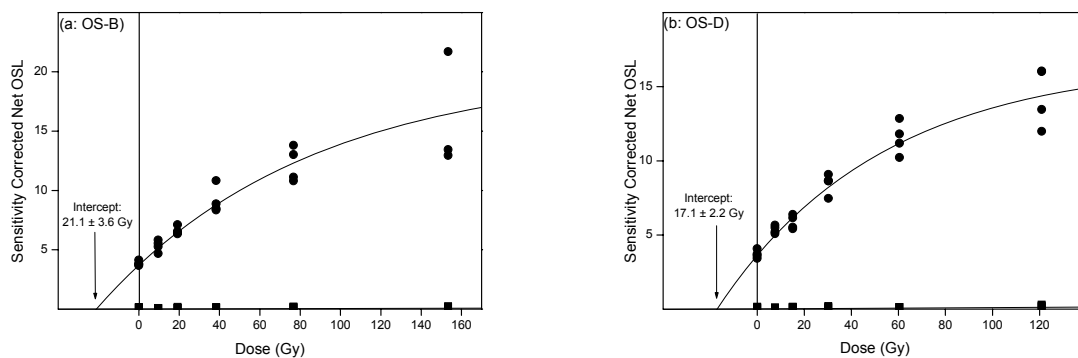 (a: OS-B)
Sensitivity Corrected Net OSL
20
15
10
5
Intercept:
21.1 ± 3.6 Gy
0 20 40 60 80 100 120 140 160
Dose (Gy)
(b: OS-D)
Sensitivity Corrected Net OSL
15
10
5
Intercept:
17.1 ± 2.2 Gy
0 20 40 60 80 100 120
Dose (Gy)